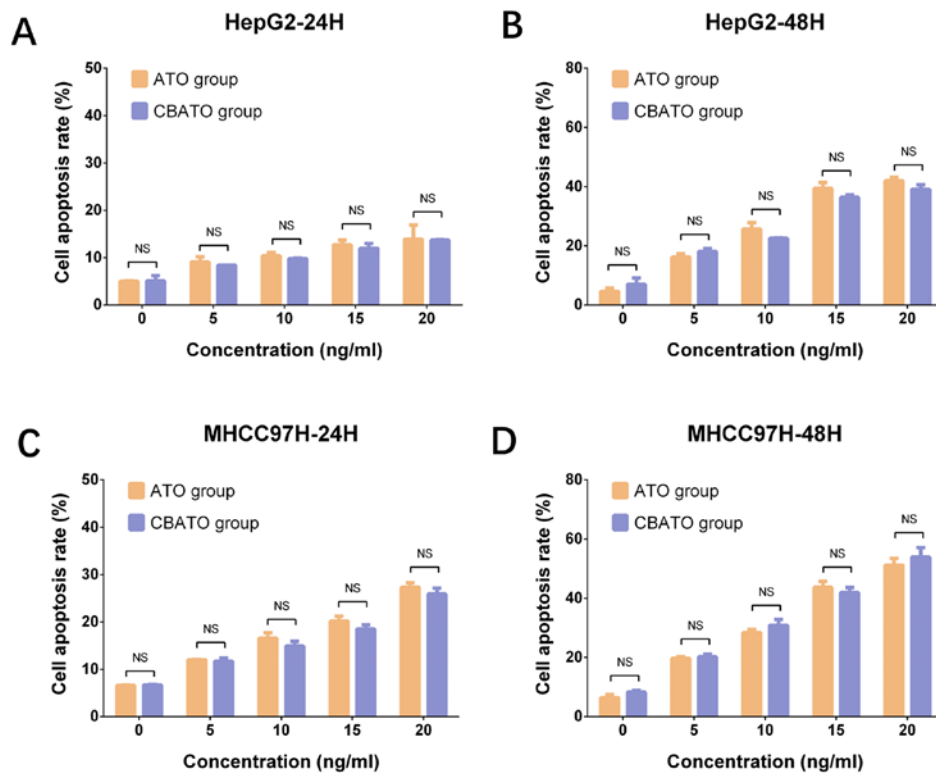 A
HepG2-24H
Cell apoptosis rate (%)
50
40
30
20
10
0
ATO group
CBATO group
NS
NS
NS
NS
NS
0 5 10 15 20
Concentration (ng/ml)
B
HepG2-48H
Cell apoptosis rate (%)
80
60
40
20
0
ATO group
CBATO group
NS
NS
NS
NS
NS
0 5 10 15 20
Concentration (ng/ml)
C
MHCC97H-24H
Cell apoptosis rate (%)
50
40
30
20
10
0
ATO group
CBATO group
NS
NS
NS
NS
NS
0 5 10 15 20
Concentration (ng/ml)
D
MHCC97H-48H
Cell apoptosis rate (%)
80
60
40
20
0
ATO group
CBATO group
NS
NS
NS
NS
NS
0 5 10 15 20
Concentration (ng/ml)